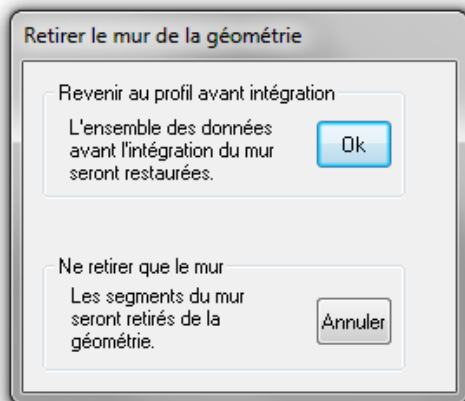 Retirer le mur de la géométrie
Revenir au profil avant intégration
L'ensemble des données
avant l'intégration du mur
seront restaurées.
Ok
Ne retirer que le mur
Les segments du mur
seront retirés de la
géométrie.
Annuler